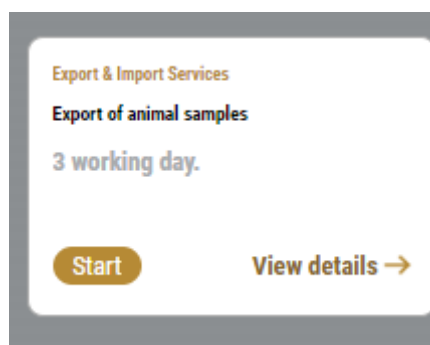 Export & Import Services
Export of animal samples
3 working day.
Start
View details →